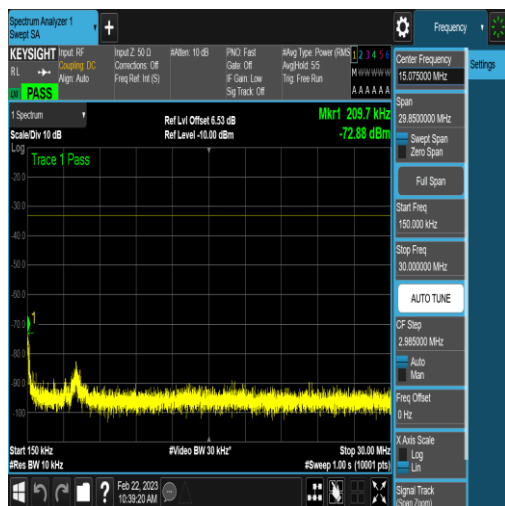 Spectrum Analyzer 1
Swept SA
+
Frequency
KEYSIGHT
RL
Input: RF
Coupling: DC
Align: Auto
Input Z: 50 Ω
Corrections: Off
Freq Ref: Int (S)
#Atten: 10 dB
PNO: Fast
Gate: Off
IF Gain: Low
Sig Track: Off
#Avg Type: Power (RMS
Avg|Hold: 5/5
Trig: Free Run
1 2 3 4 5 6
M W W W W W
A A A A A A
PASS
1 Spectrum
Scale/Div 10 dB
Ref Lvl Offset 6.53 dB
Ref Level -10.00 dBm
Mkr1 209.7 kHz
-72.88 dBm
Log
Trace 1 Pass
-20.0
-30.0
-40.0
-50.0
-60.0
-70.0
-80.0
-90.0
-100
1
Start 150 kHz
#Res BW 10 kHz
#Video BW 30 kHz*
Stop 30.00 MHz
#Sweep 1.00 s (10001 pts)
Feb 22, 2023
10:39:20 AM
?
Center Frequency
15.075000 MHz
Settings
Span
29.8500000 MHz
Swept Span
Zero Span
Full Span
Start Freq
150.000 kHz
Stop Freq
30.000000 MHz
AUTO TUNE
CF Step
2.985000 MHz
Auto
Man
Freq Offset
0 Hz
X Axis Scale
Log
Lin
Signal Track
(Span Zoom)